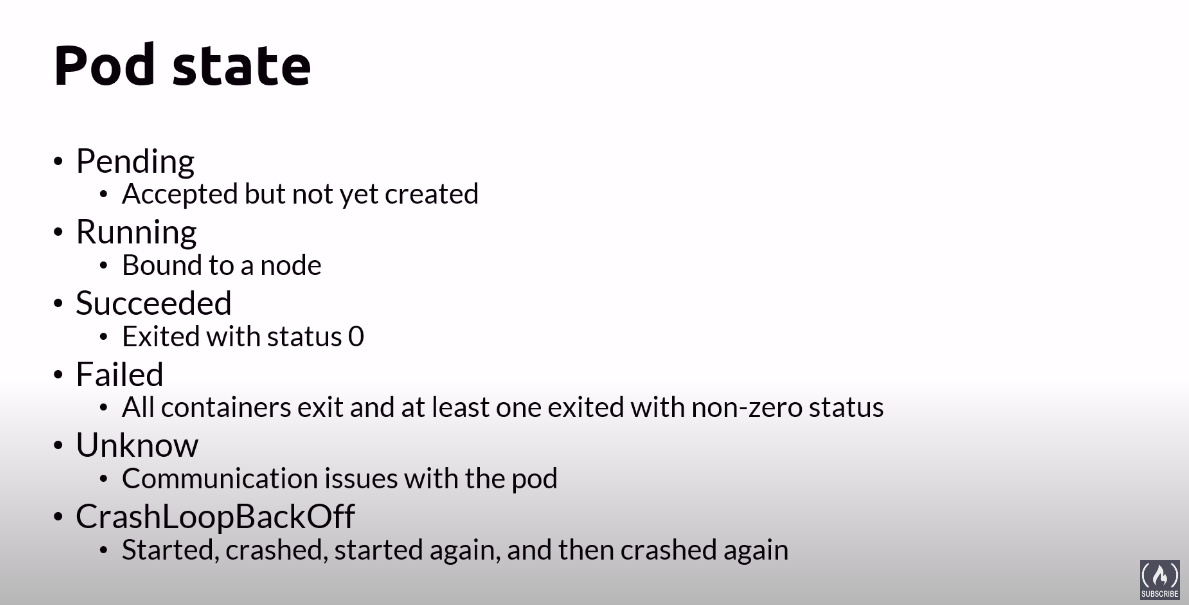 Pod state
• Pending
• Accepted but not yet created
• Running
• Bound to a node
• Succeeded
• Exited with status 0
• Failed
• All containers exit and at least one exited with non-zero status
• Unknow
• Communication issues with the pod
• CrashLoopBackOff
• Started, crashed, started again, and then crashed again
SUBSCRIBE